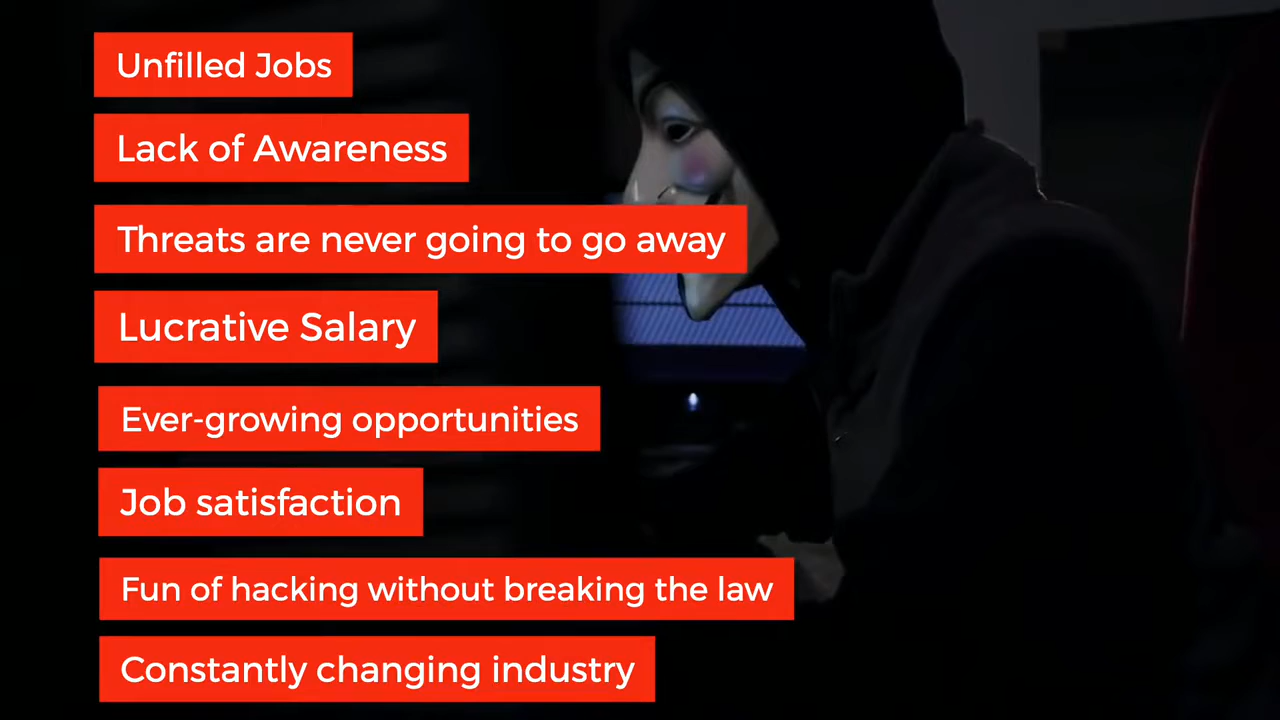 Unfilled Jobs
Lack of Awareness
Threats are never going to go away
Lucrative Salary
Ever-growing opportunities
Job satisfaction
Fun of hacking without breaking the law
Constantly changing industry